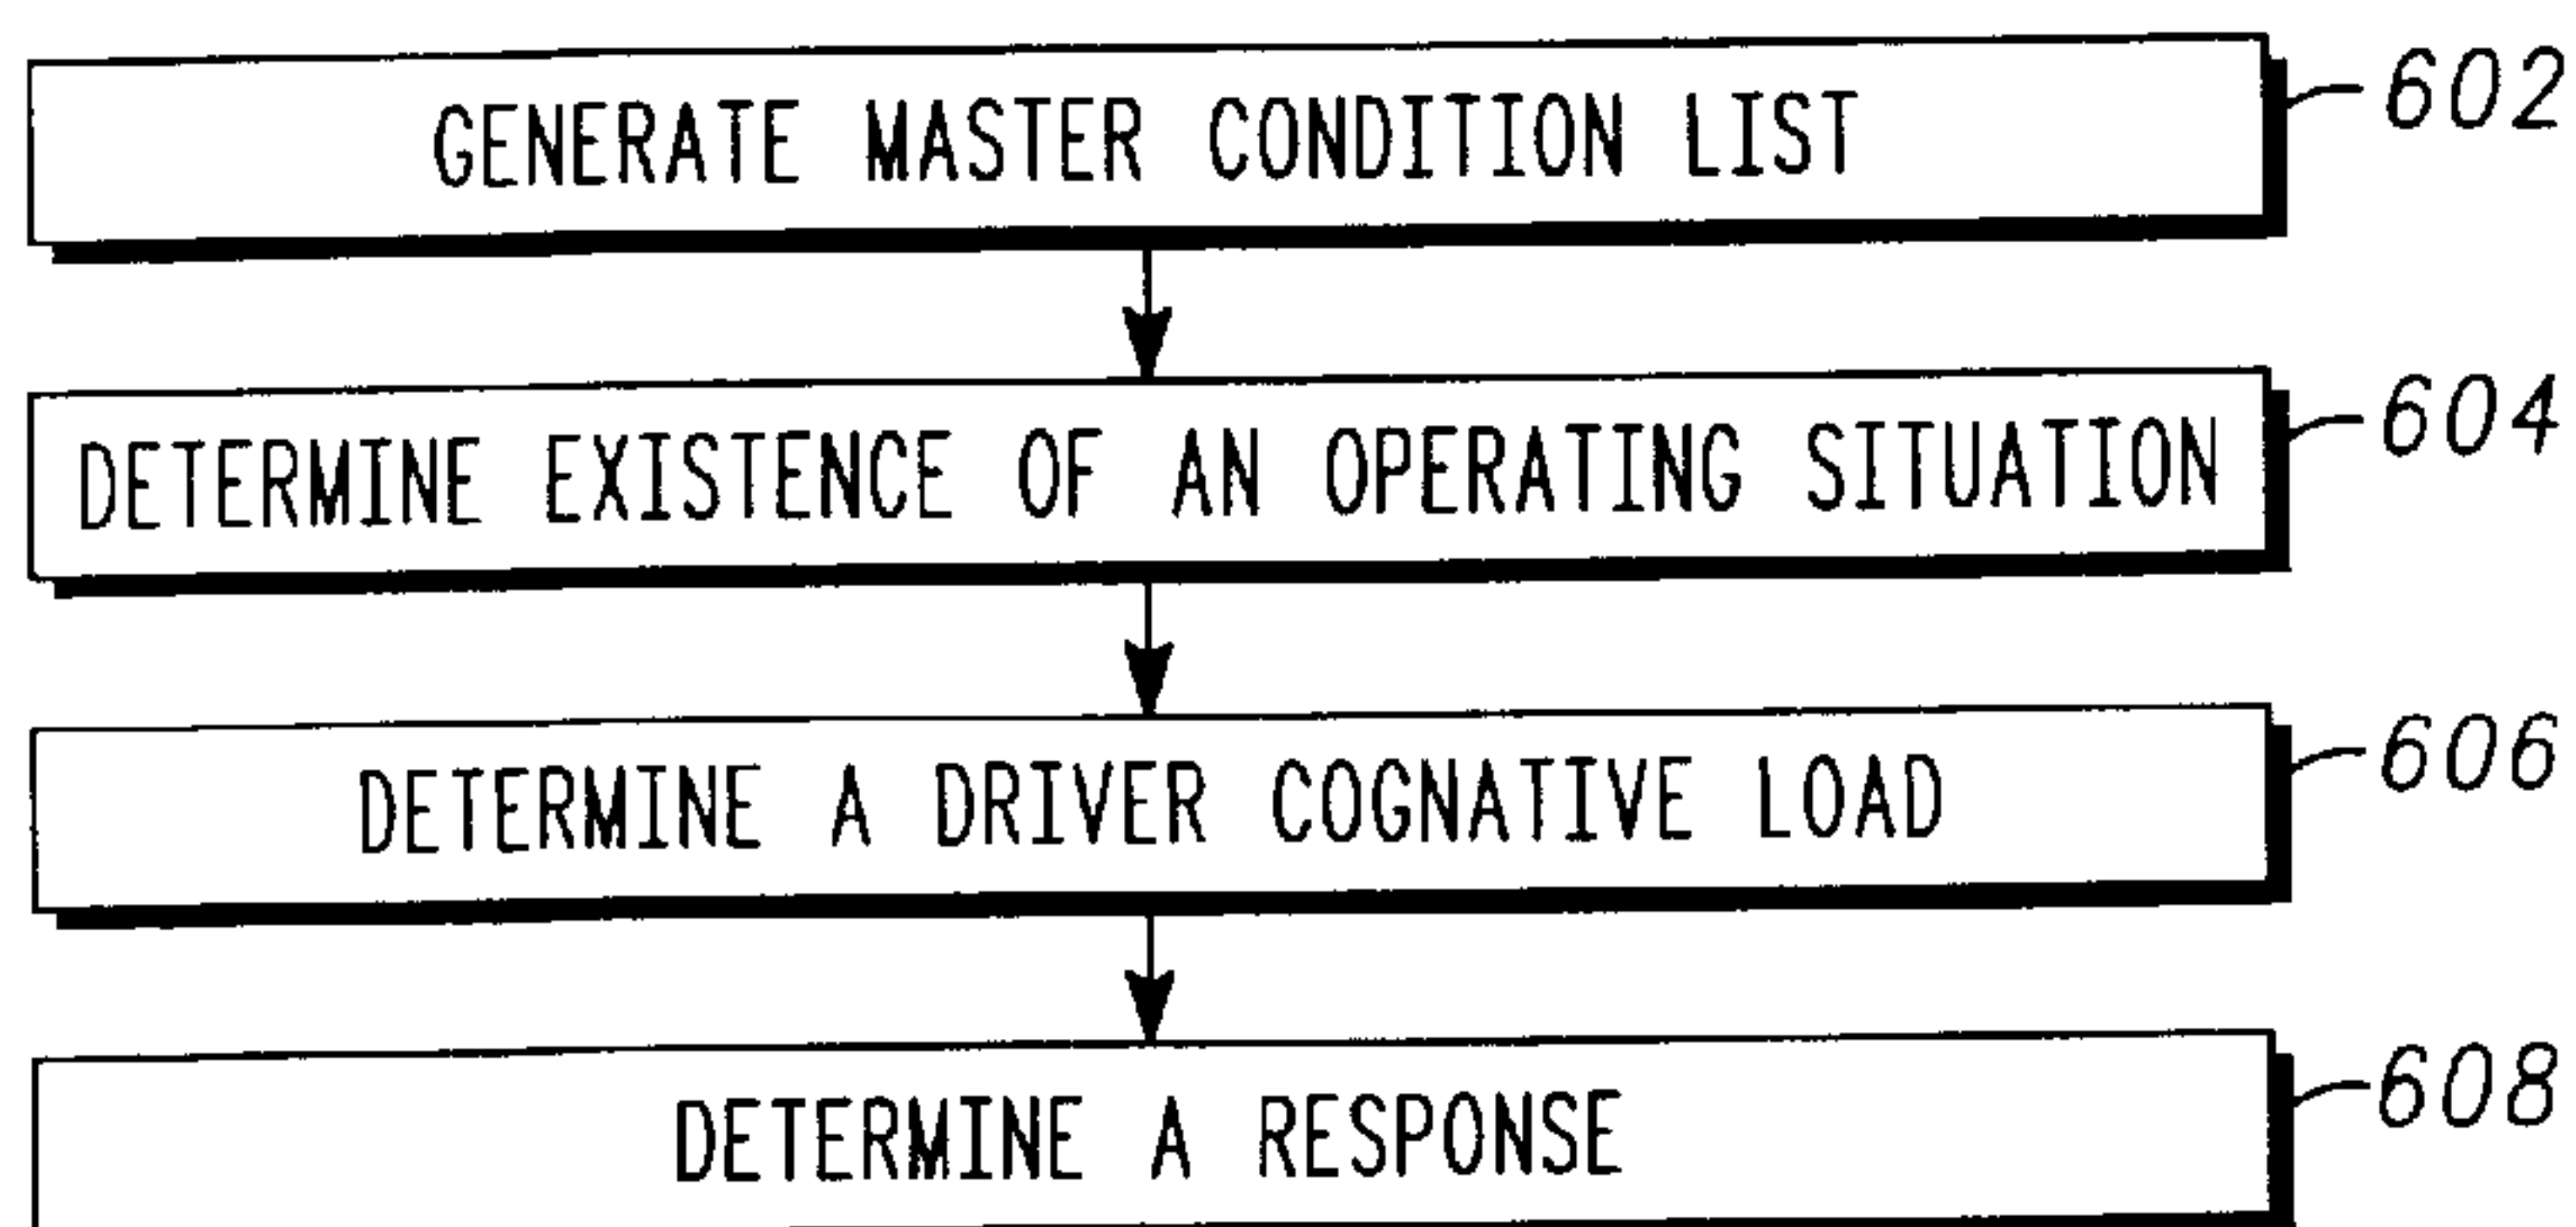 GENERATE MASTER CONDITION LIST 602
DETERMINE EXISTENCE OF AN OPERATING SITUATION 604
DETERMINE A DRIVER COGNATIVE LOAD 606
DETERMINE A RESPONSE 608